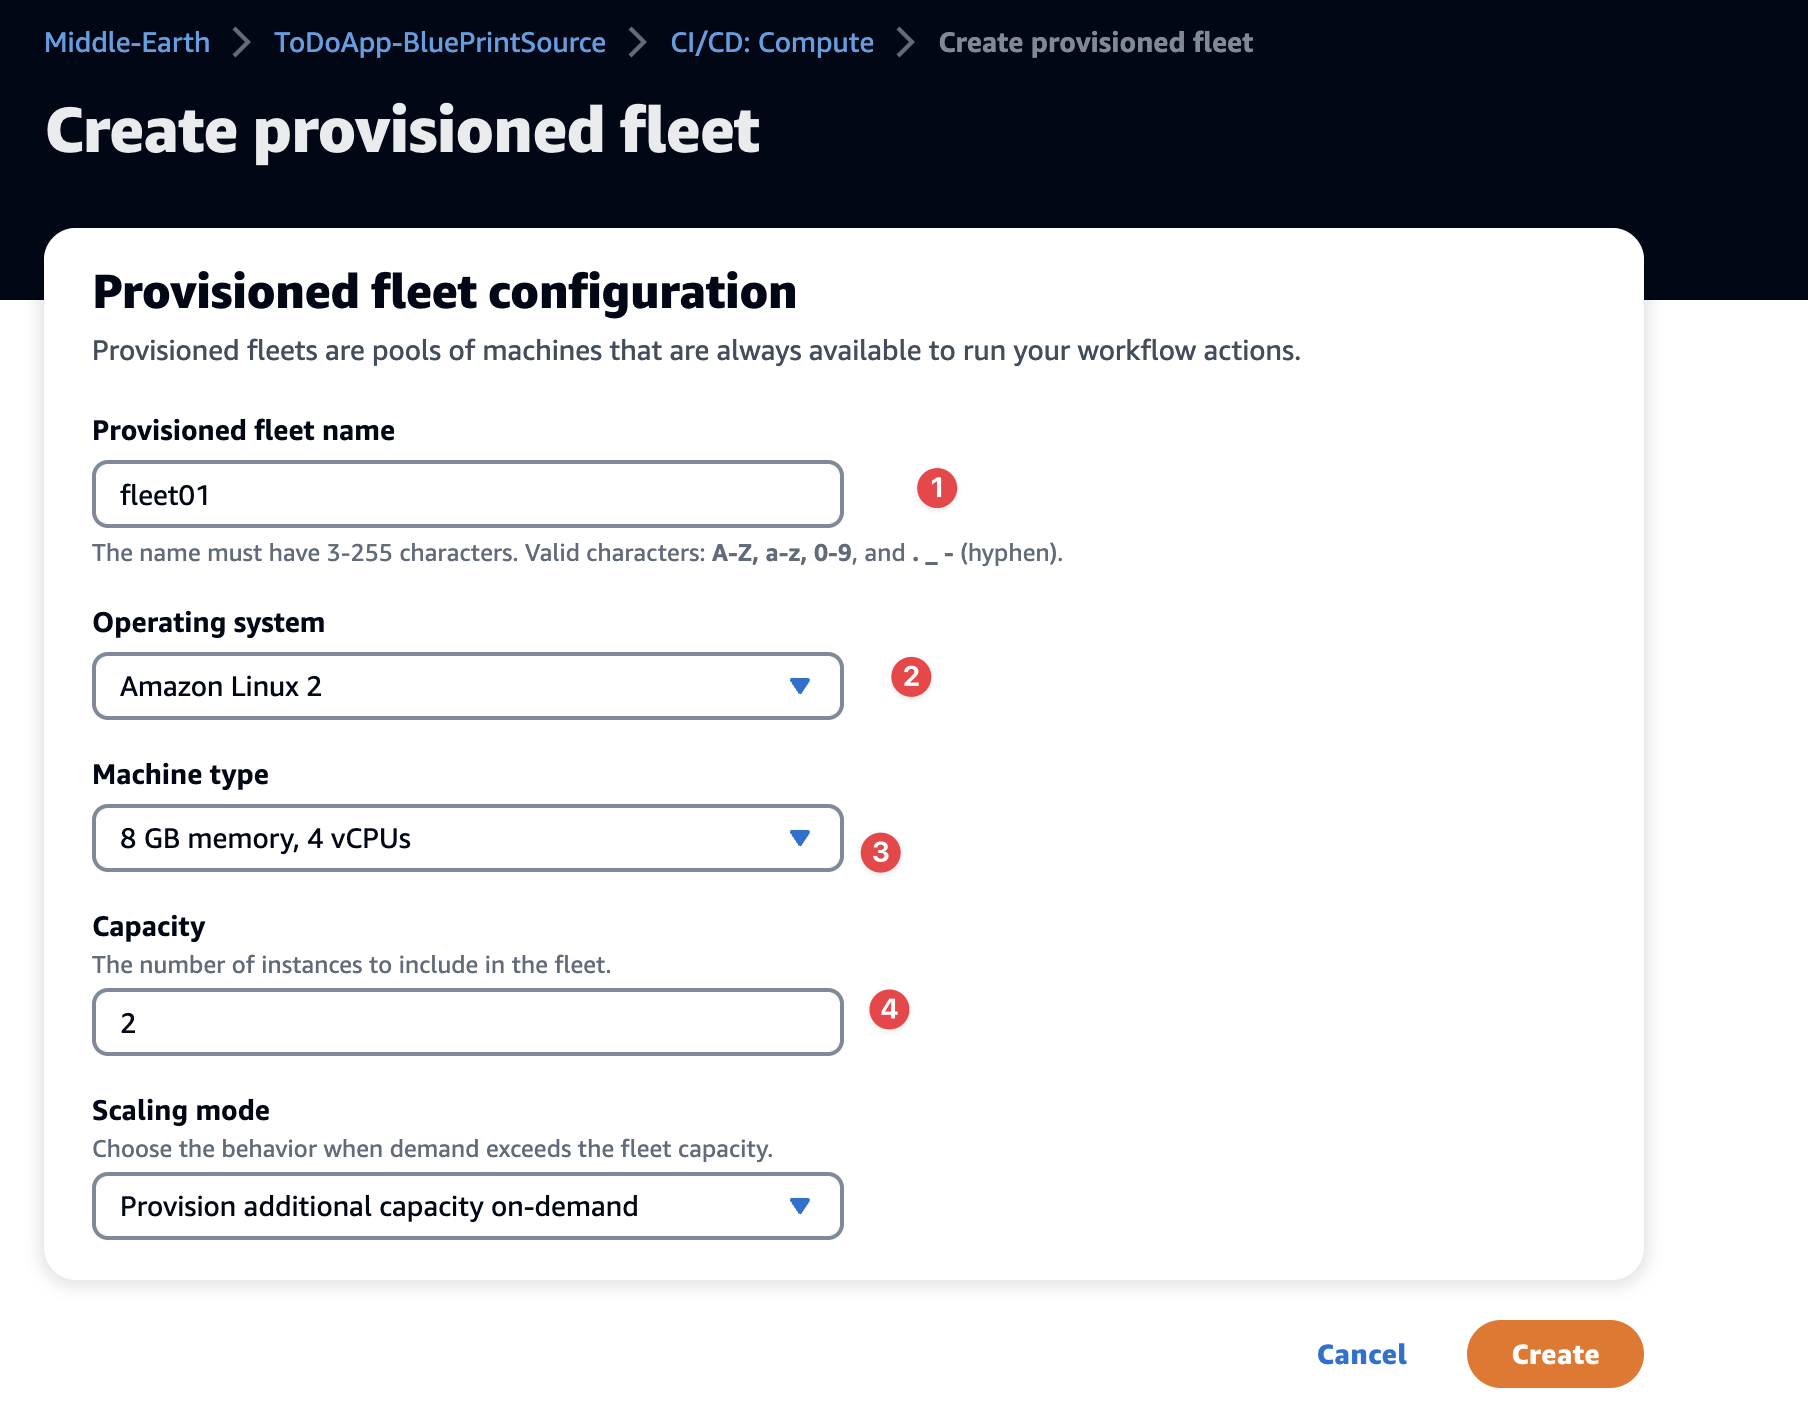 Middle-Earth > ToDoApp-BluePrintSource > CI/CD: Compute > Create provisioned fleet
Create provisioned fleet
Provisioned fleet configuration
Provisioned fleets are pools of machines that are always available to run your workflow actions.
Provisioned fleet name
fleet01
1
The name must have 3-255 characters. Valid characters: A-Z, a-z, 0-9, and . _ - (hyphen).
Operating system
Amazon Linux 2
2
Machine type
8 GB memory, 4 vCPUs
3
Capacity
The number of instances to include in the fleet.
2
4
Scaling mode
Choose the behavior when demand exceeds the fleet capacity.
Provision additional capacity on-demand
Cancel
Create